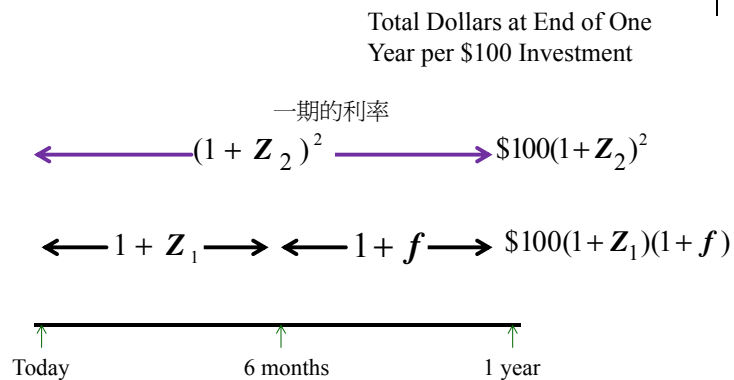 Total Dollars at End of One
Year per $100 Investment
一期的利率
(1 + Z₂)² $100(1+Z₂)²
1 + Z₁ 1 + f $100(1+Z₁)(1+f)
Today 6 months 1 year